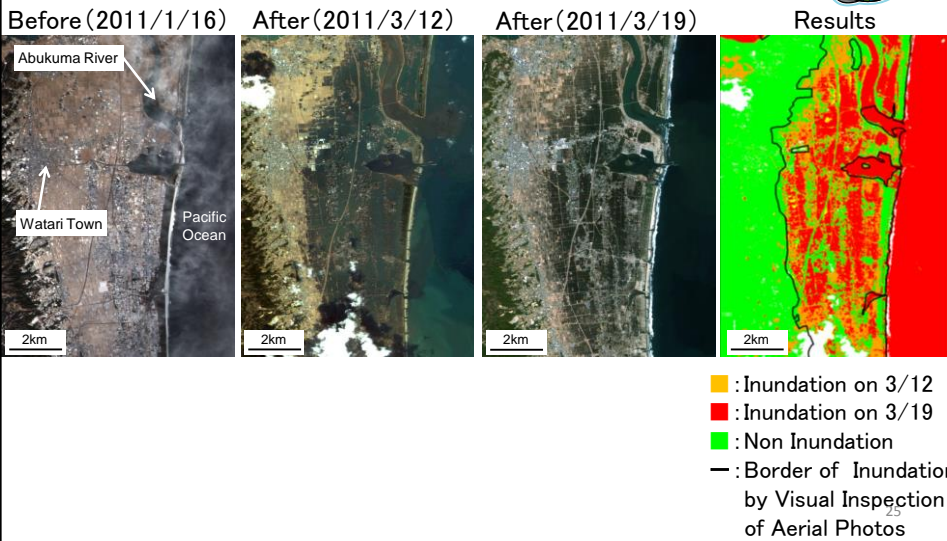 Before(2011/1/16)
After(2011/3/12)
After(2011/3/19)
Results
Abukuma River
Watari Town
Pacific
Ocean
2km
2km
2km
2km
:Inundation on 3/12
:Inundation on 3/19
:Non Inundation
:Border of Inundation
by Visual Inspection
of Aerial Photos
25